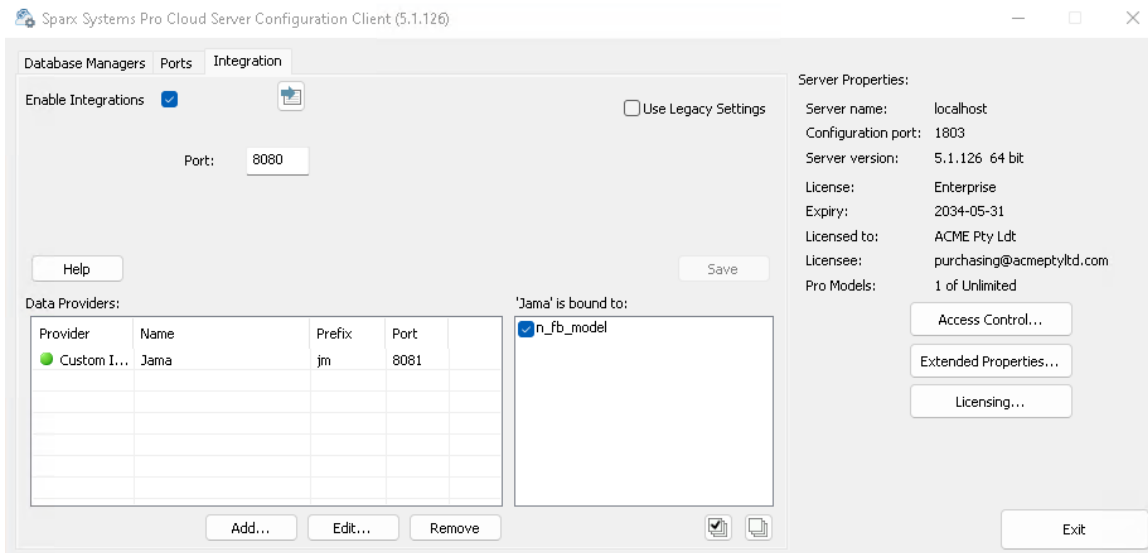 Sparx Systems Pro Cloud Server Configuration Client (5.1.126)
Database Managers Ports Integration
Enable Integrations
Use Legacy Settings
Port: 8080
Help
Save
Data Providers:
Provider Name Prefix Port
Custom I... Jama jm 8081
Add... Edit... Remove
'Jama' is bound to:
n_fb_model
Server Properties:
Server name: localhost
Configuration port: 1803
Server version: 5.1.126 64 bit
License: Enterprise
Expiry: 2034-05-31
Licensed to: ACME Pty Ldt
Licensee: purchasing@acmeptyltd.com
Pro Models: 1 of Unlimited
Access Control...
Extended Properties...
Licensing...
Exit